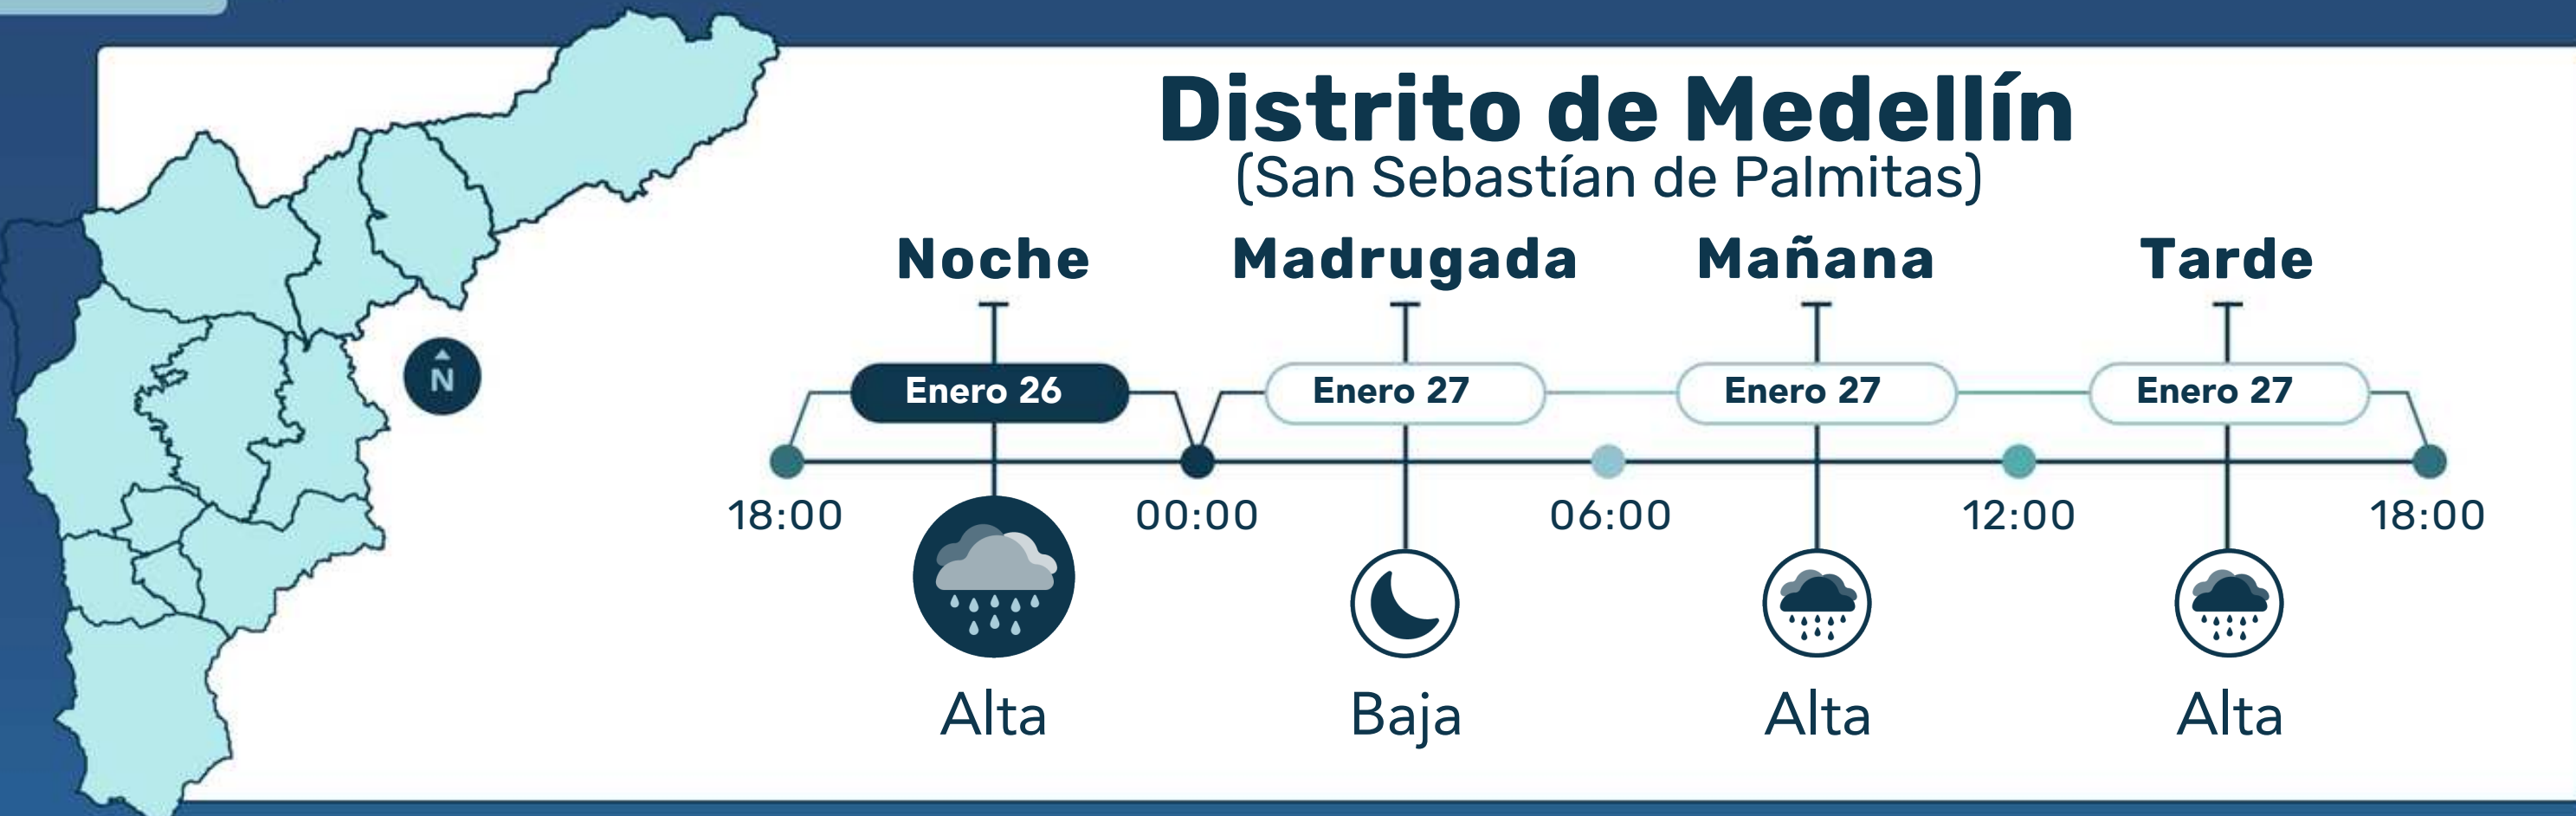 Distrito de Medellín
(San Sebastían de Palmitas)
Noche Madrugada Mañana Tarde
Enero 26 Enero 27 Enero 27 Enero 27
N
18:00 00:00 06:00 12:00 18:00
Alta Baja Alta Alta